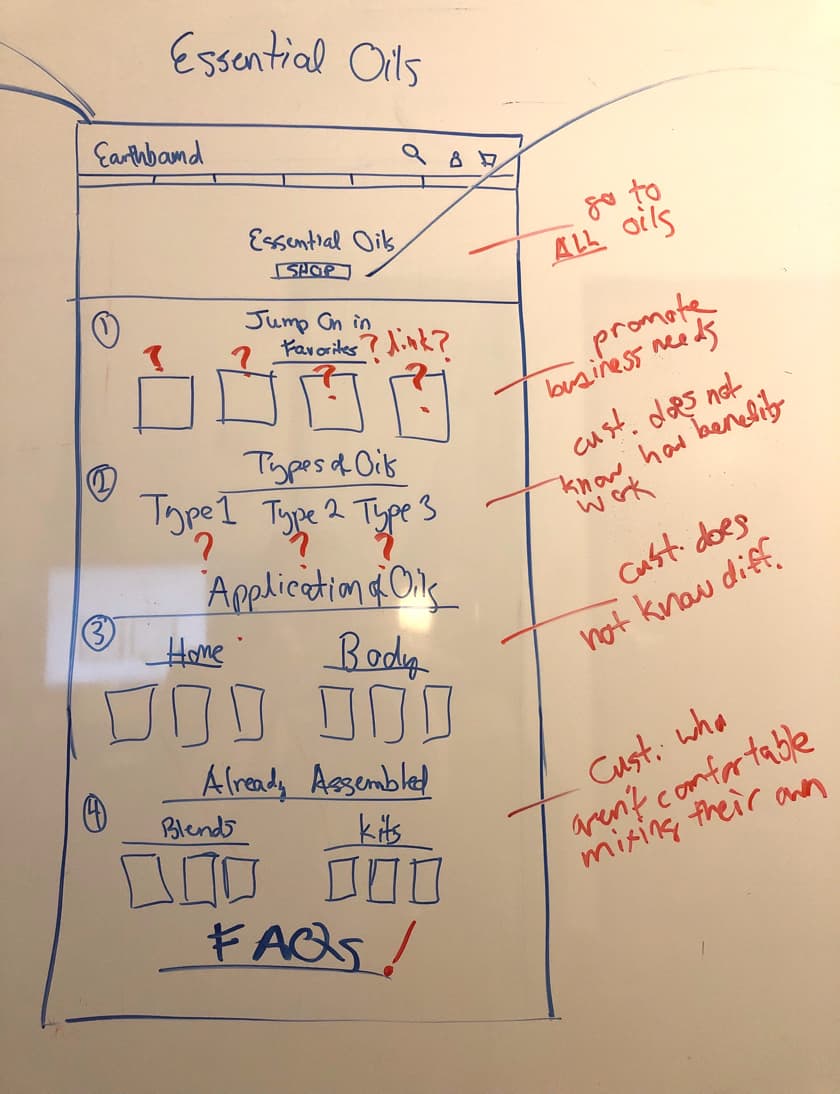 Essential Oils
Earthbound
Essential Oils
SHOP
go to
ALL oils
①
Jump On in
Favorites ? link?
? ? ? ?
promote
business needs
②
Types of Oils
Type 1 Type 2 Type 3
? ? ?
cust. does not
know how benefits
work
Application of Oils
③
Home Body
cust. does
not know diff.
Already Assembled
④
Blends Kits
Cust. who
aren't comfortable
mixing their own
FAQs!